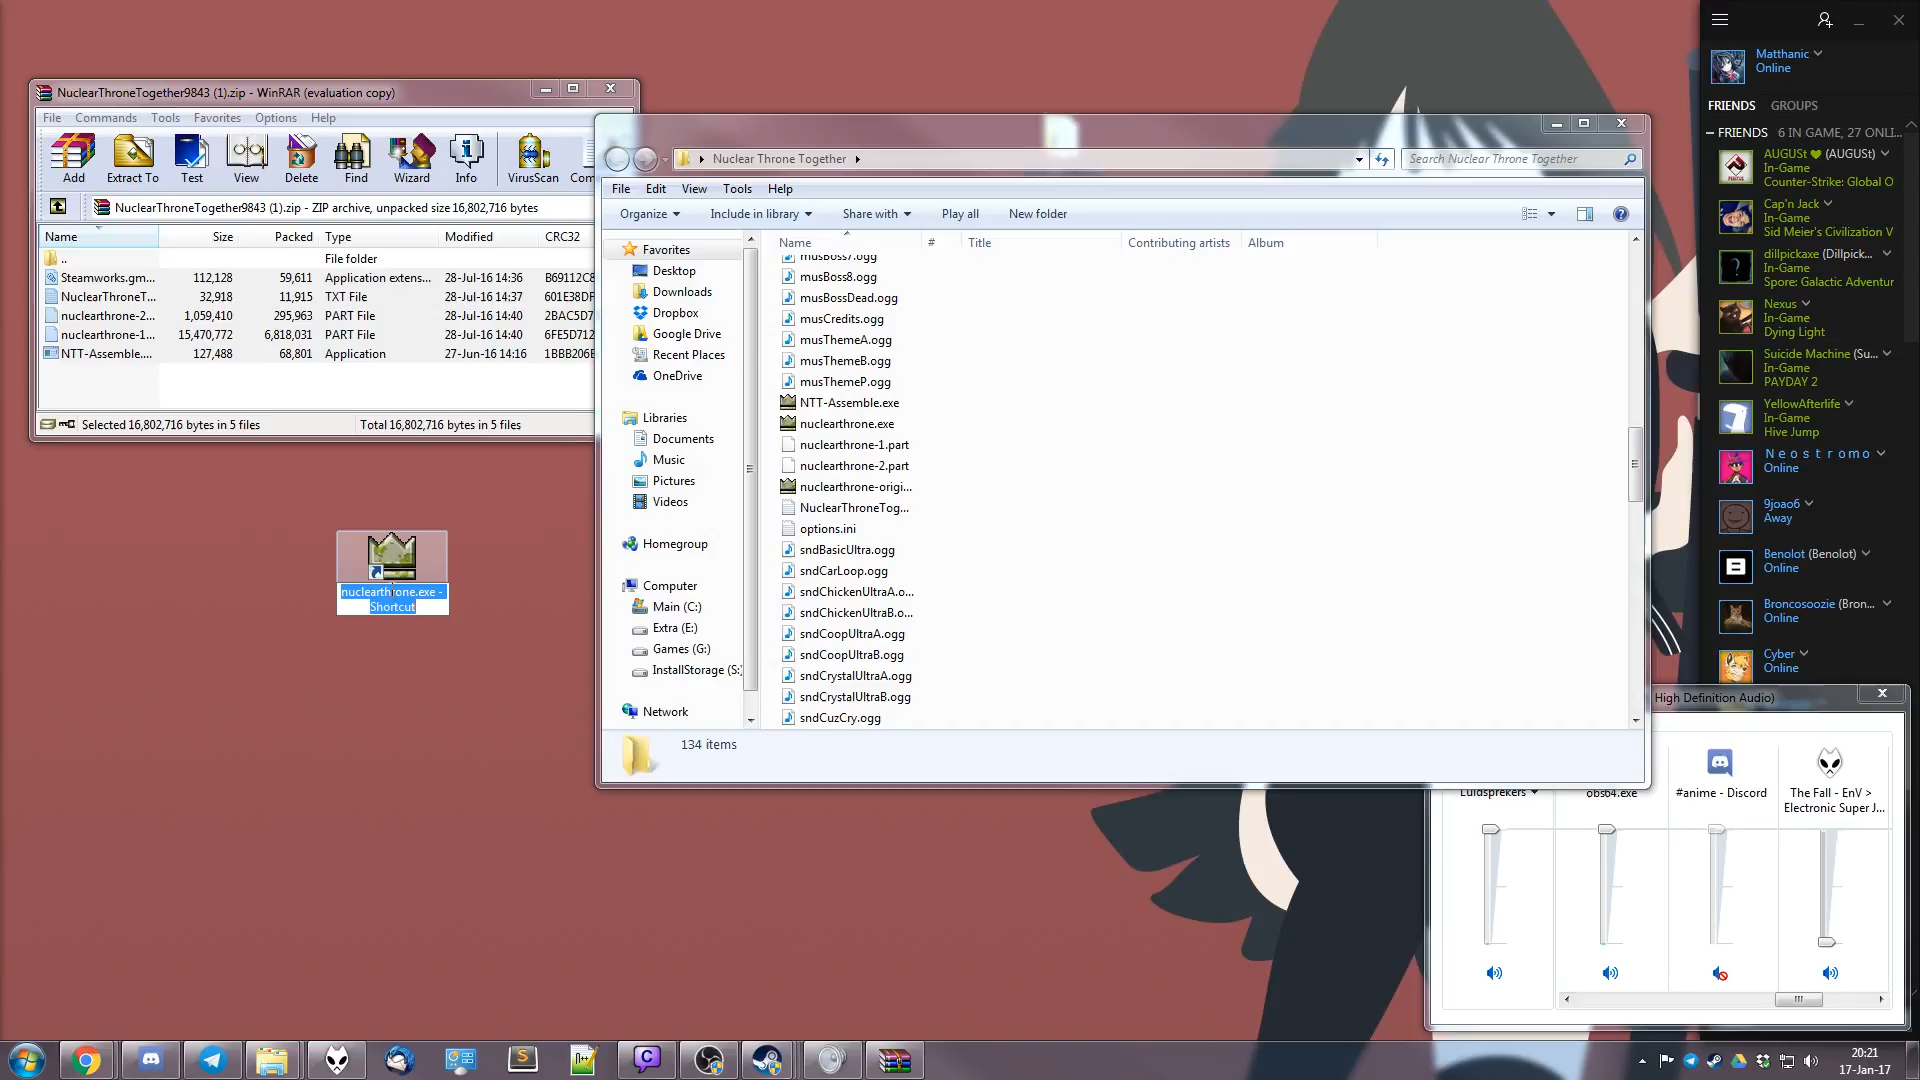 NuclearThroneTogether9843 (1).zip - WinRAR (evaluation copy)
File Commands Tools Favorites Options Help
Add Extract To Test View Delete Find Wizard Info VirusScan Com
NuclearThroneTogether9843 (1).zip - ZIP archive, unpacked size 16,802,716 bytes
Name Size Packed Type Modified CRC32
.. File folder
Steamworks.gm... 112,128 59,611 Application extens... 28-Jul-16 14:36 B69112C8
NuclearThroneT... 32,918 11,915 TXT File 28-Jul-16 14:37 601E38DF
nuclearthrone-2... 1,059,410 295,963 PART File 28-Jul-16 14:40 2BAC5D7
nuclearthrone-1... 15,470,772 6,818,031 PART File 28-Jul-16 14:40 6FE5D712
NTT-Assemble.... 127,488 68,801 Application 27-Jun-16 14:16 1BBB206E
Selected 16,802,716 bytes in 5 files Total 16,802,716 bytes in 5 files
nuclearthrone.exe -
Shortcut
Nuclear Throne Together
Search Nuclear Throne Together
File Edit View Tools Help
Organize Include in library Share with Play all New folder
Favorites
Desktop
Downloads
Dropbox
Google Drive
Recent Places
OneDrive
Libraries
Documents
Music
Pictures
Videos
Homegroup
Computer
Main (C:)
Extra (E:)
Games (G:)
InstallStorage (S:
Network
Name # Title Contributing artists Album
musBoss7.ogg
musBoss8.ogg
musBossDead.ogg
musCredits.ogg
musThemeA.ogg
musThemeB.ogg
musThemeP.ogg
NTT-Assemble.exe
nuclearthrone.exe
nuclearthrone-1.part
nuclearthrone-2.part
nuclearthrone-origi...
NuclearThroneTog...
options.ini
sndBasicUltra.ogg
sndCarLoop.ogg
sndChickenUltraA.o...
sndChickenUltraB.o...
sndCoopUltraA.ogg
sndCoopUltraB.ogg
sndCrystalUltraA.ogg
sndCrystalUltraB.ogg
sndCuzCry.ogg
134 items
Matthanic
Online
FRIENDS GROUPS
FRIENDS 6 IN GAME, 27 ONLI...
AUGUSt ♥ (AUGUSt)
In-Game
Counter-Strike: Global O
Cap'n Jack
In-Game
Sid Meier's Civilization V
dillpickaxe (Dillpick...
In-Game
Spore: Galactic Adventur
Nexus
In-Game
Dying Light
Suicide Machine (Su...
In-Game
PAYDAY 2
YellowAfterlife
In-Game
Hive Jump
Neostromo
Online
9joao6
Away
Benolot (Benolot)
Online
Broncosoozie (Bron...
Online
Cyber
Online
High Definition Audio)
Luidsprekers obs64.exe #anime - Discord The Fall - EnV >
Electronic Super J...
20:21
17-Jan-17